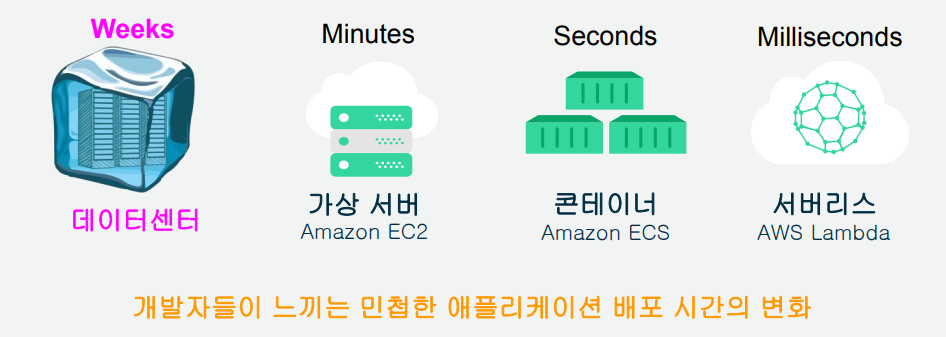 Weeks
Minutes
Seconds
Milliseconds
데이터센터
가상 서버
Amazon EC2
콘테이너
Amazon ECS
서버리스
AWS Lambda
개발자들이 느끼는 민첩한 애플리케이션 배포 시간의 변화